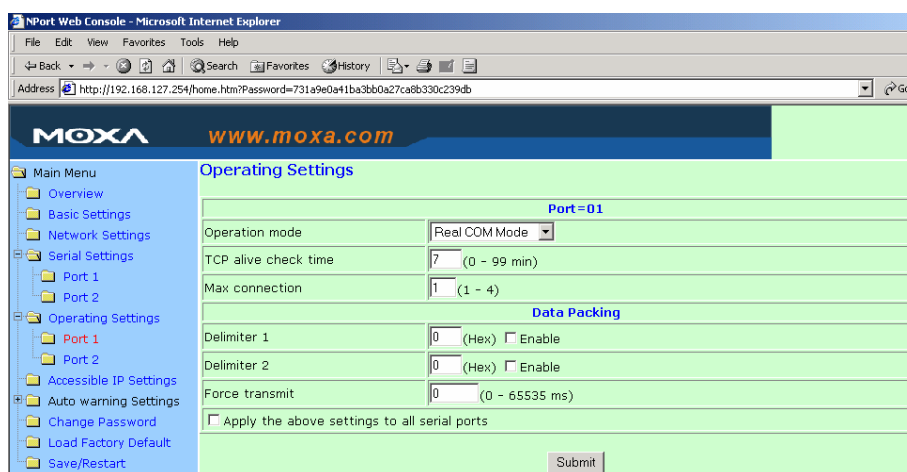 NPort Web Console - Microsoft Internet Explorer
File Edit View Favorites Tools Help
Back Search Favorites History
Address http://192.168.127.254/home.htm?Password=731a9e0a41ba3bb0a27ca8b330c239db
MOXA www.moxa.com
Main Menu
Overview
Basic Settings
Network Settings
Serial Settings
Port 1
Port 2
Operating Settings
Port 1
Port 2
Accessible IP Settings
Auto warning Settings
Change Password
Load Factory Default
Save/Restart
Operating Settings
Port=01
Operation mode Real COM Mode
TCP alive check time 7 (0 - 99 min)
Max connection 1 (1 - 4)
Data Packing
Delimiter 1 0 (Hex) Enable
Delimiter 2 0 (Hex) Enable
Force transmit 0 (0 - 65535 ms)
Apply the above settings to all serial ports
Submit